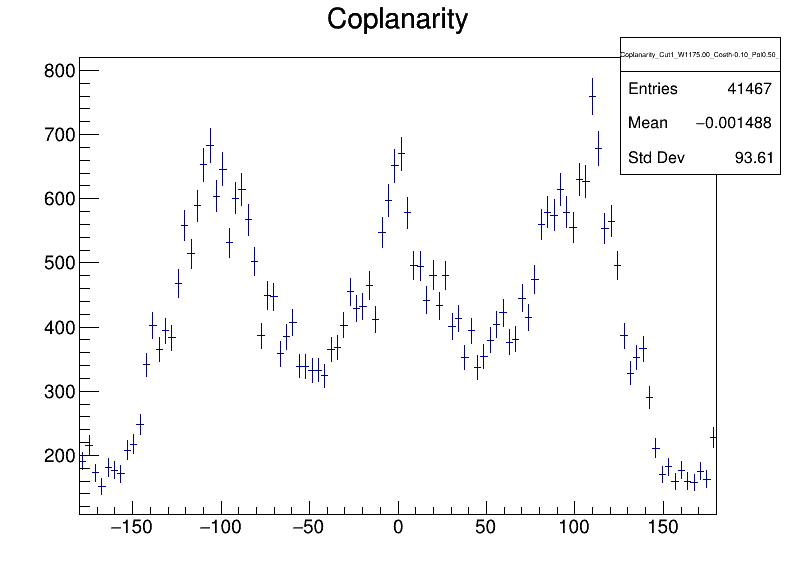 Coplanarity
Coplanarity_Cut1_W1175.00_Costh-0.10_Pol0.50_
Entries 41467
Mean −0.001488
Std Dev 93.61
800
700
600
500
400
300
200
−150 −100 −50 0 50 100 150